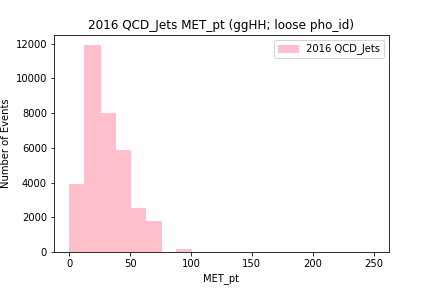 2016 QCD_Jets MET_pt (ggHH; loose pho_id)
2016 QCD_Jets
12000
10000
8000
6000
4000
2000
0
Number of Events
0 50 100 150 200 250
MET_pt